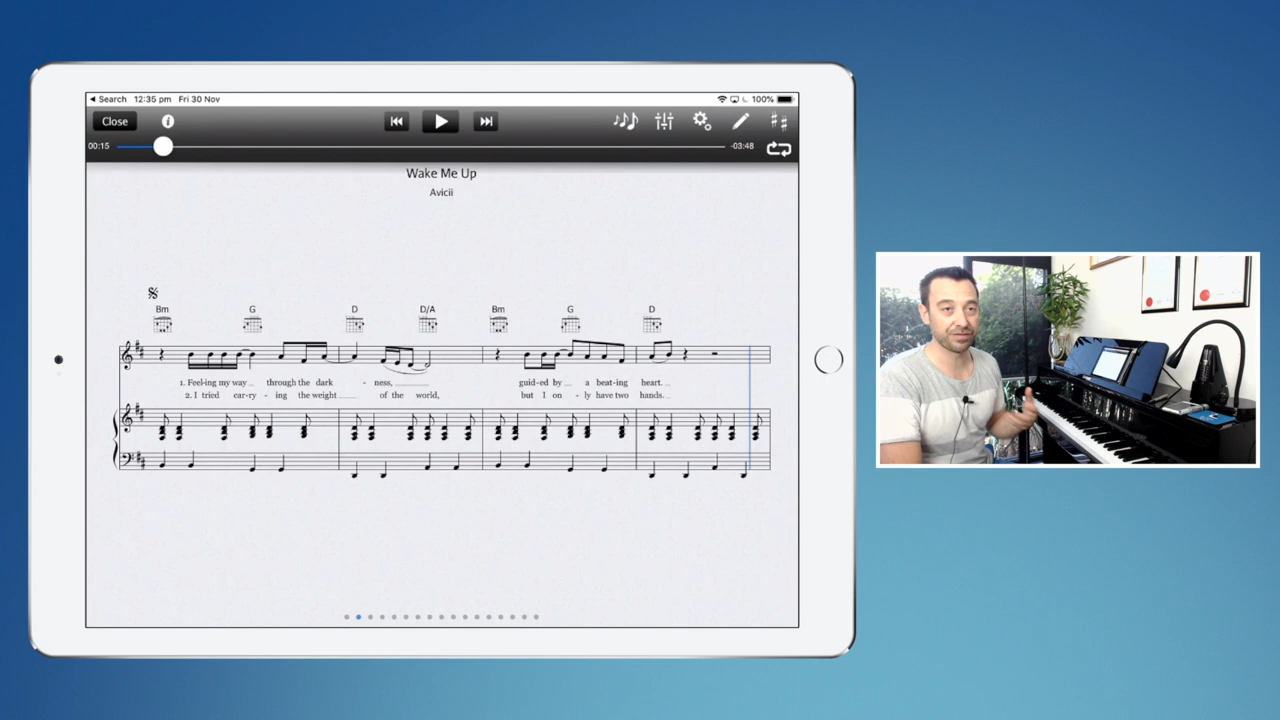 Search 12:35 pm Fri 30 Nov 100%
Close
00:15 -03:48
Wake Me Up
Avicii
Bm G D D/A Bm G D
1. Feel-ing my way through the dark - ness, guid-ed by a beat-ing heart.
2. I tried car-ry - ing the weight of the world, but I on - ly have two hands.